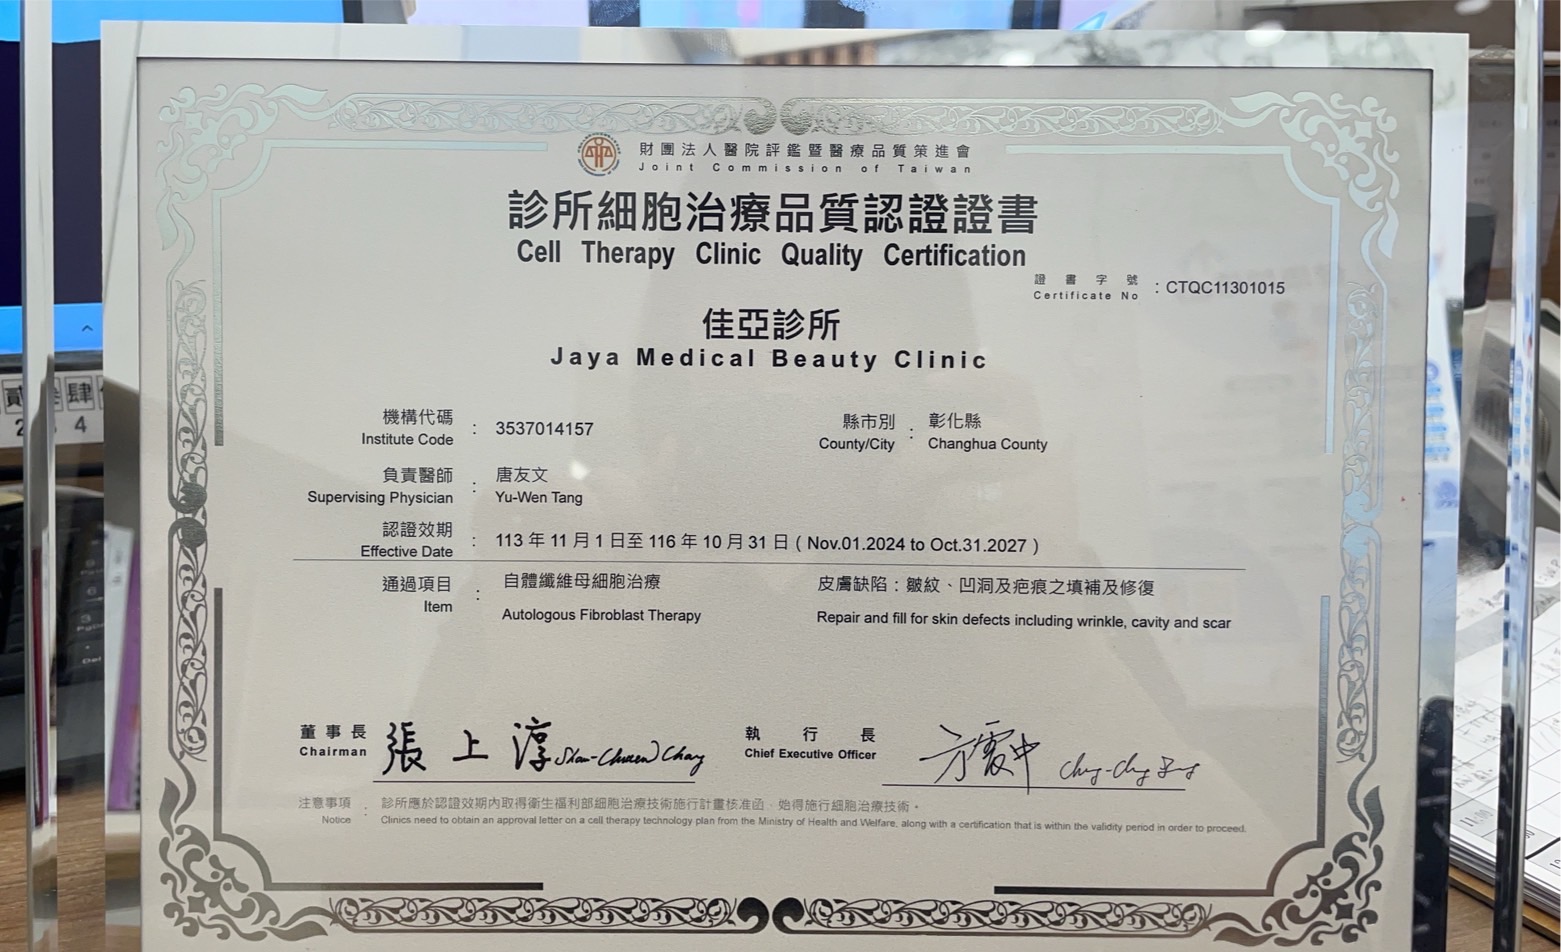 財團法人醫院評鑑暨醫療品質策進會
Joint Commission of Taiwan
診所細胞治療品質認證證書
Cell Therapy Clinic Quality Certification
證書字號
Certificate No : CTQC11301015
佳亞診所
Jaya Medical Beauty Clinic
機構代碼
Institute Code : 3537014157
縣市別 : 彰化縣
County/City Changhua County
負責醫師 : 唐友文
Supervising Physician Yu-Wen Tang
認證效期
Effective Date : 113 年 11 月 1 日至 116 年 10 月 31 日 ( Nov.01.2024 to Oct.31.2027 )
通過項目 : 自體纖維母細胞治療 皮膚缺陷：皺紋、凹洞及疤痕之填補及修復
Item Autologous Fibroblast Therapy Repair and fill for skin defects including wrinkle, cavity and scar
董事長 張上淳
Chairman
執行長
Chief Executive Officer
注意事項 : 診所應於認證效期內取得衛生福利部細胞治療技術施行計畫核准函、始得施行細胞治療技術。
Notice Clinics need to obtain an approval letter on a cell therapy technology plan from the Ministry of Health and Welfare, along with a certification that is within the validity period in order to proceed.